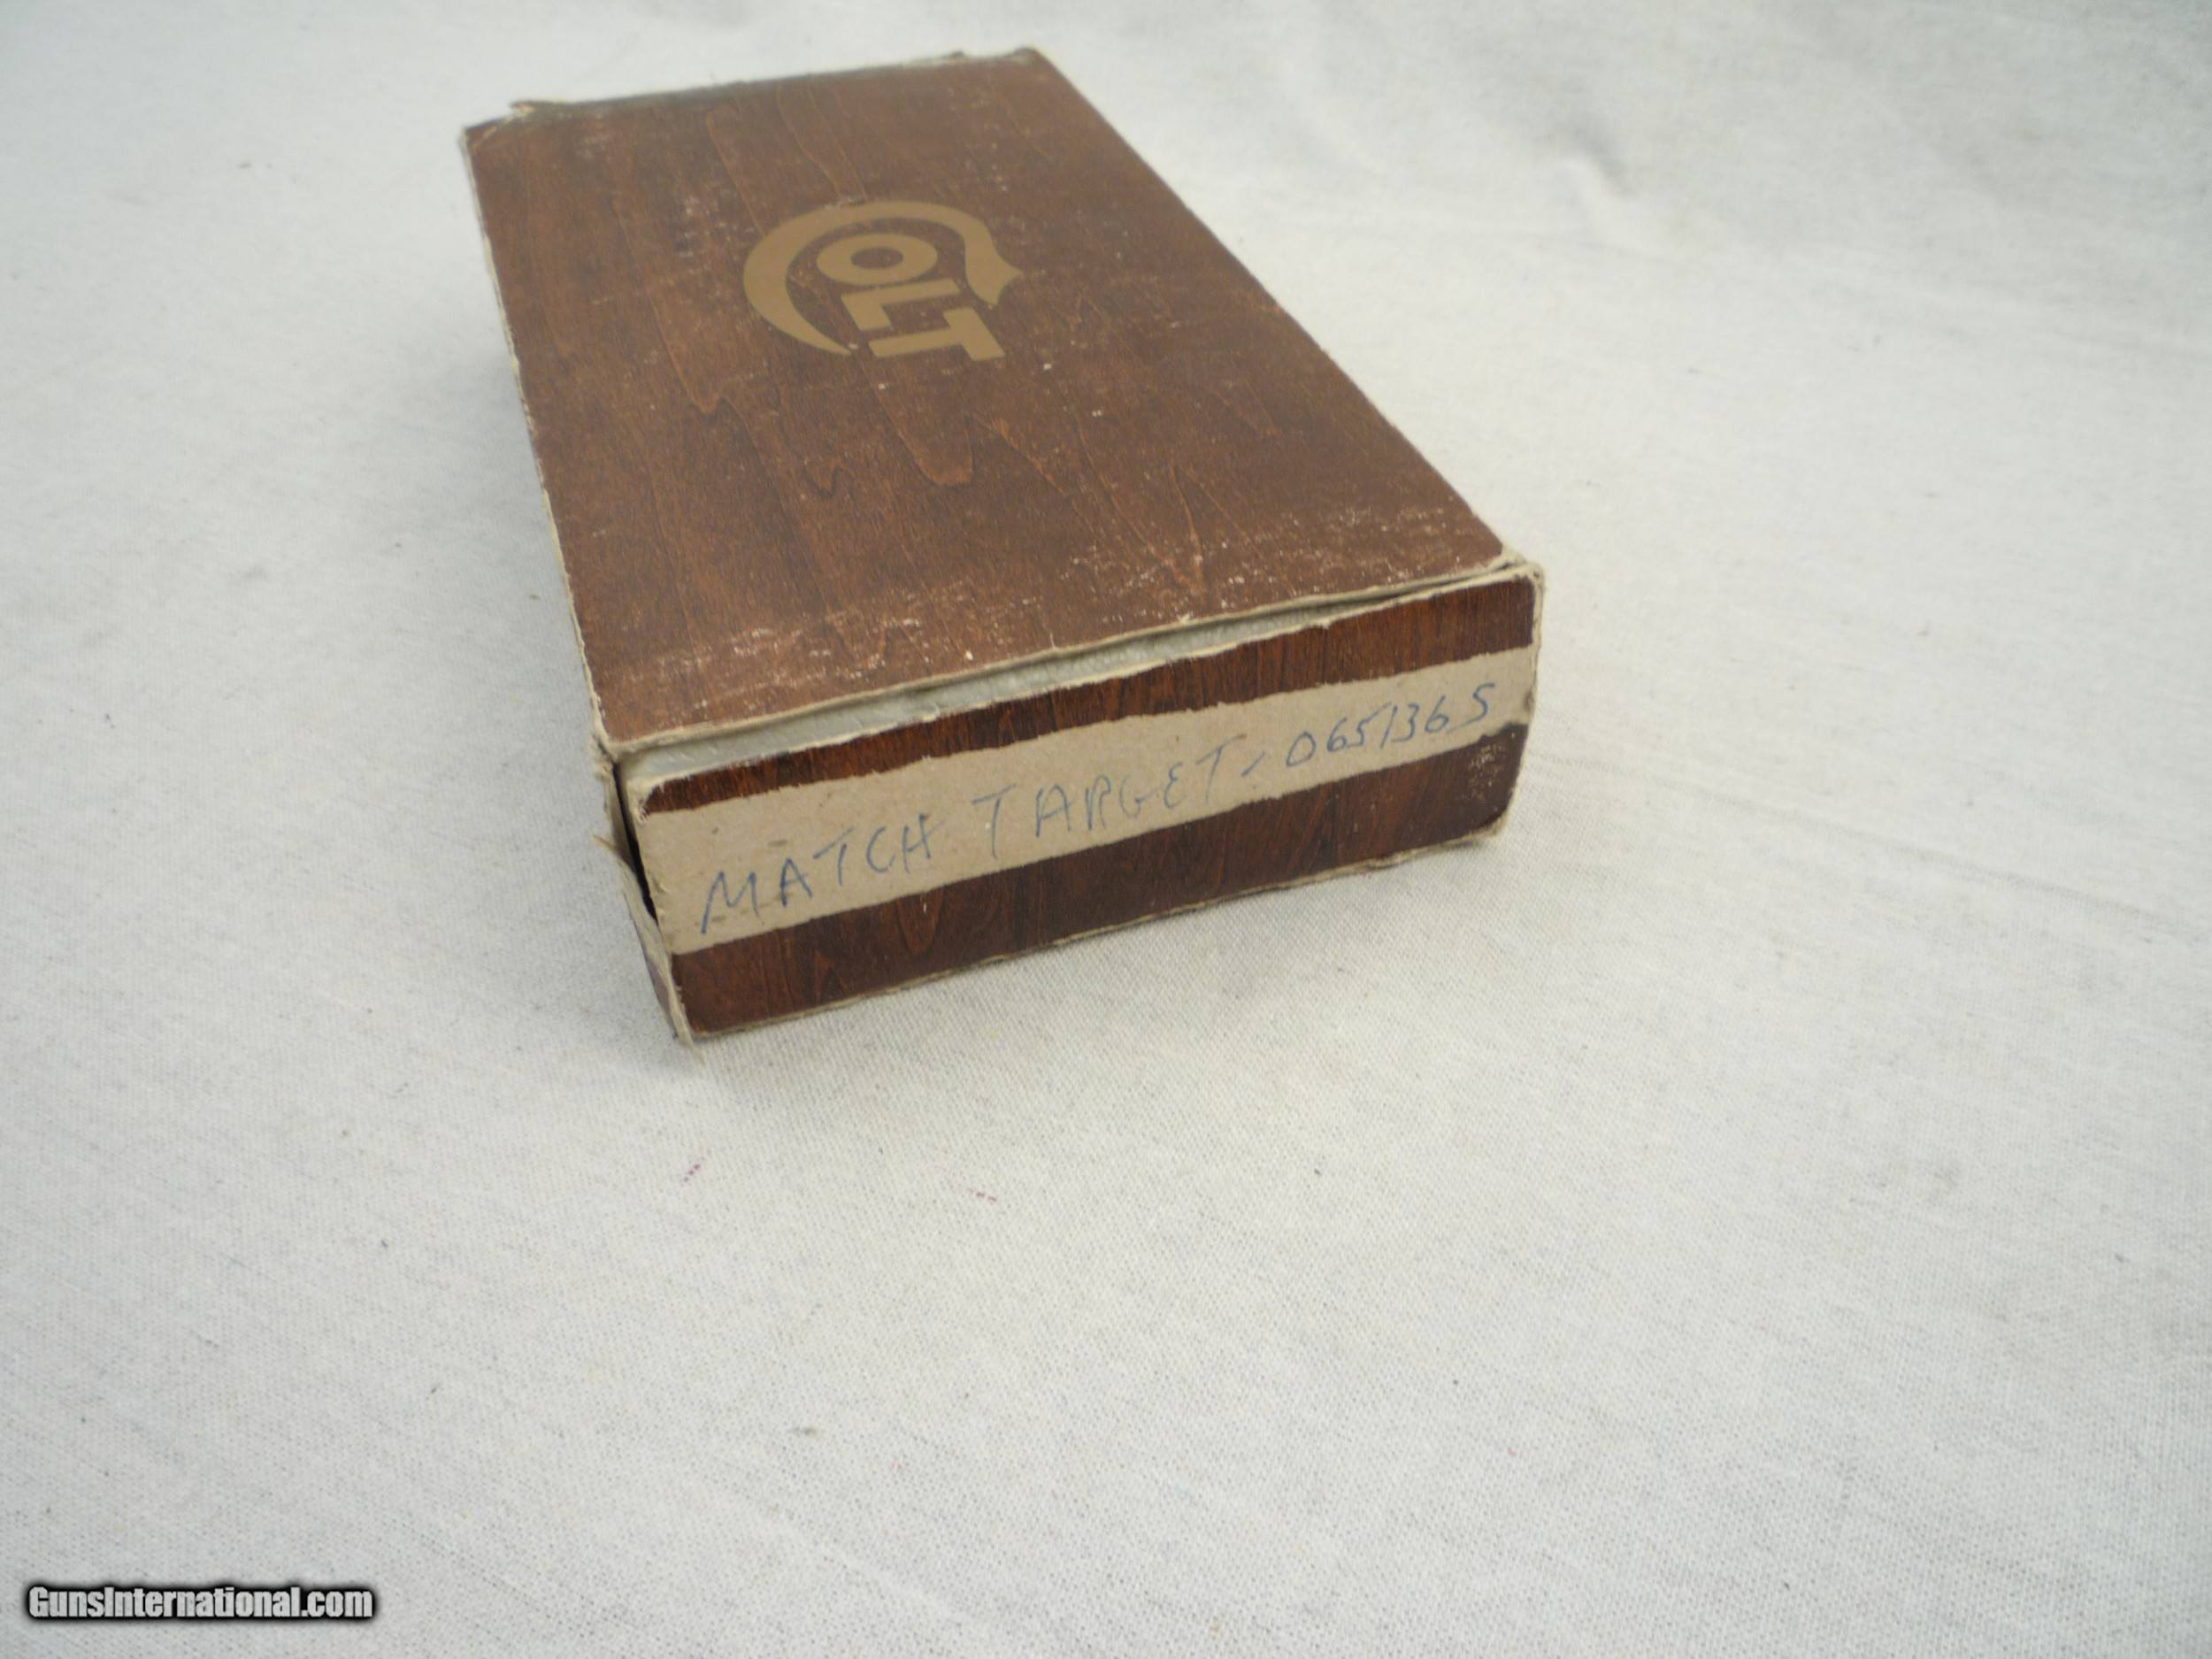 COLT
MATCH TARGET - 065136S
GunsInternational.com